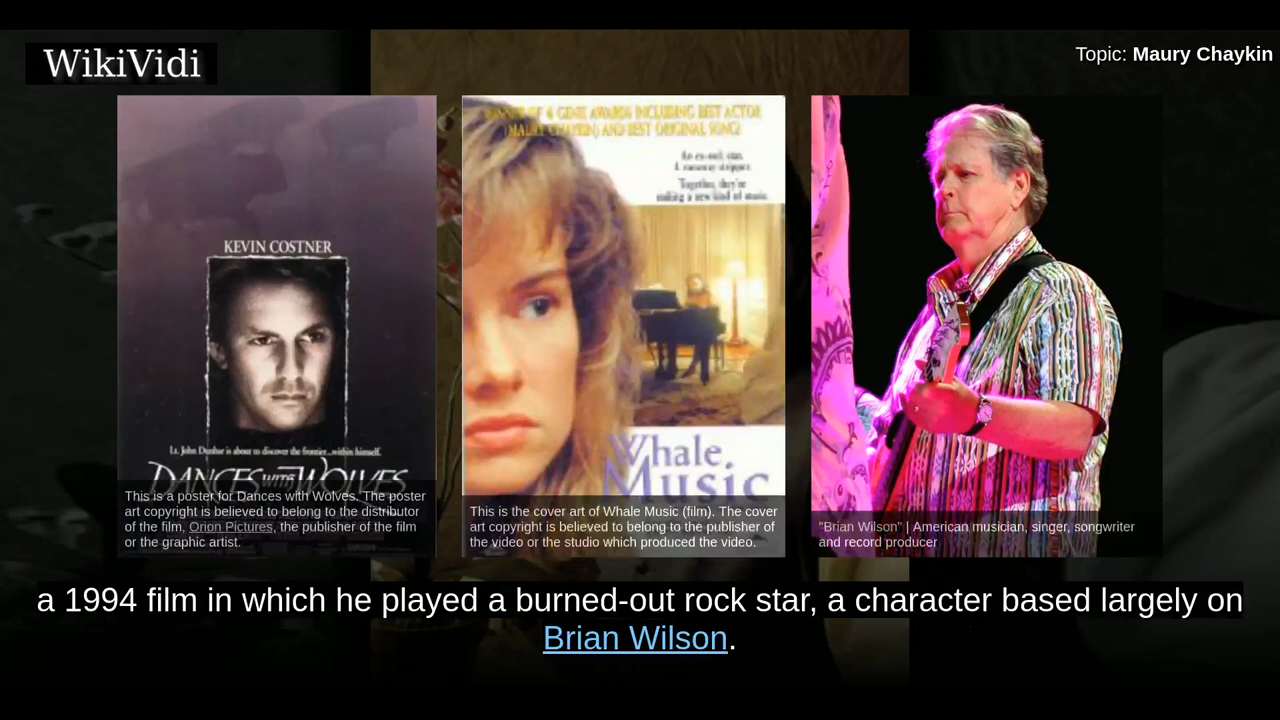 WikiVidi
Topic: Maury Chaykin
KEVIN COSTNER
Lt. John Dunbar is about to discover the frontier...within himself.
DANCES WITH WOLVES
This is a poster for Dances with Wolves. The poster
art copyright is believed to belong to the distributor
of the film, Orion Pictures, the publisher of the film
or the graphic artist.
WINNER OF 4 GENIE AWARDS INCLUDING BEST ACTOR
(MAURY CHAYKIN) AND BEST ORIGINAL SONG!
An ex-rock star.
A runaway stripper.
Together, they're
making a new kind of music.
Whale
Music
This is the cover art of Whale Music (film). The cover
art copyright is believed to belong to the publisher of
the video or the studio which produced the video.
"Brian Wilson" | American musician, singer, songwriter
and record producer
a 1994 film in which he played a burned-out rock star, a character based largely on
Brian Wilson.